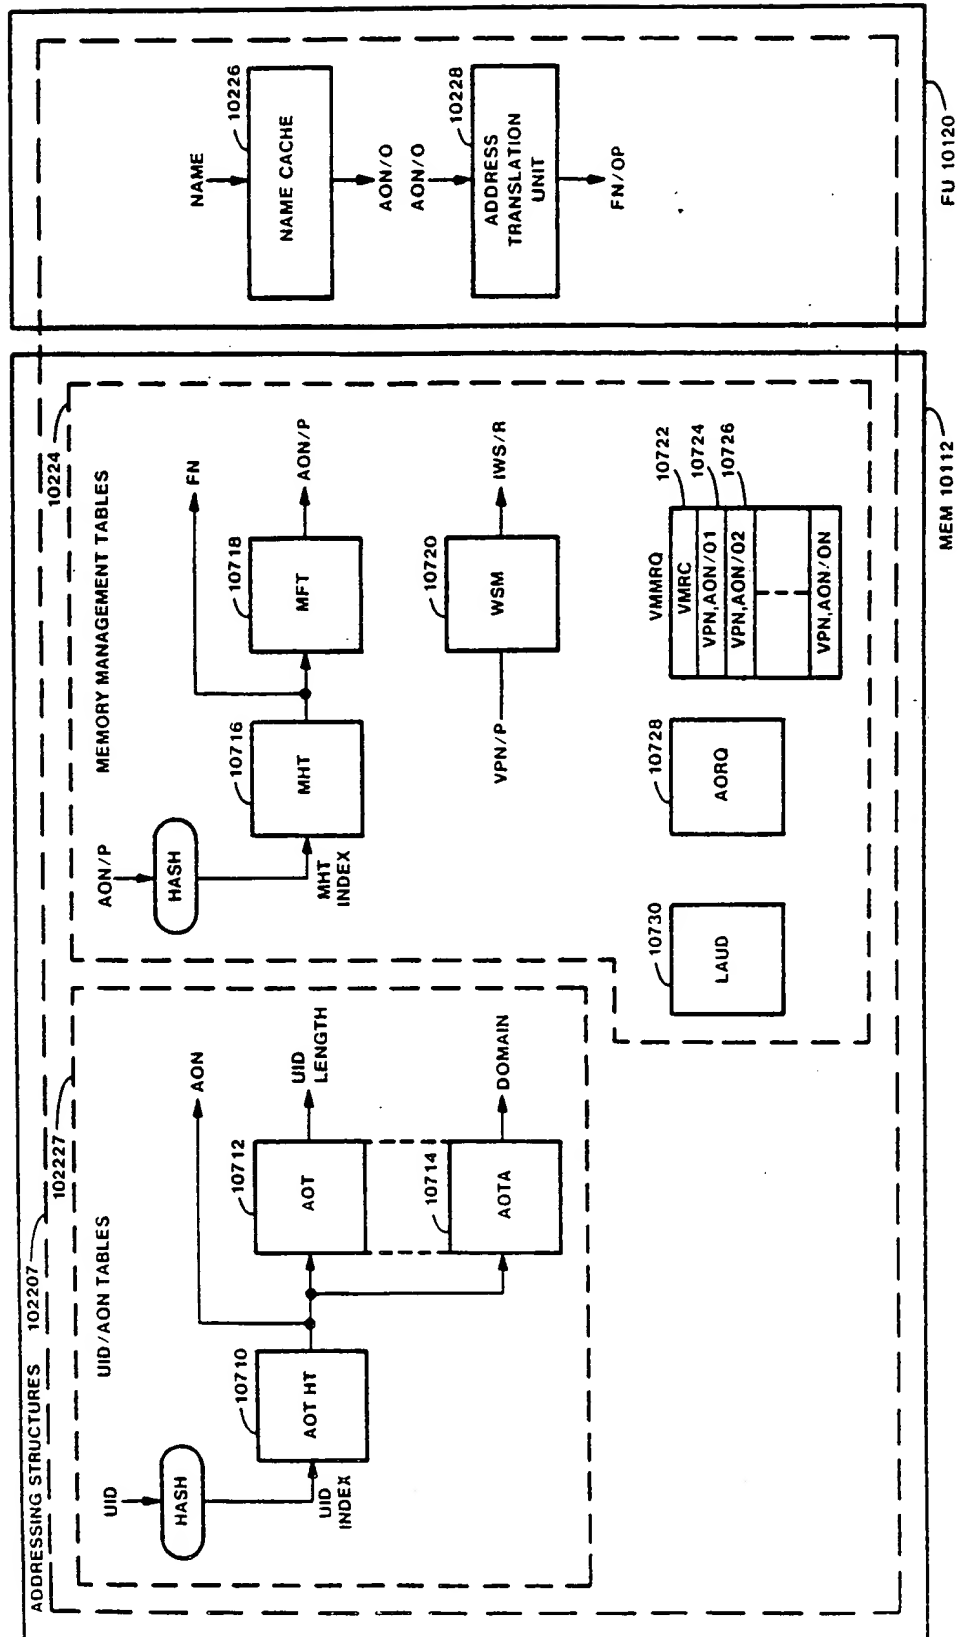 ADDRESSING STRUCTURES 102207
UID/AON TABLES
102227
UID
HASH
UID
INDEX
10710
AOT HT
AON
10712
AOT
UID
LENGTH
10714
AOTA
DOMAIN
MEMORY MANAGEMENT TABLES
10224
AON/P
HASH
MHT
INDEX
10716
MHT
FN
10718
MFT
AON/P
VPN/P
10720
WSM
IWS/R
10730
LAUD
10728
AORQ
VMMRQ
VMRC
10722
VPN,AON/01
10724
VPN,AON/02
10726
VPN,AON/ON
MEM 10112
NAME
10226
NAME CACHE
AON/O
AON/O
10228
ADDRESS
TRANSLATION
UNIT
FN/OP
FU 10120